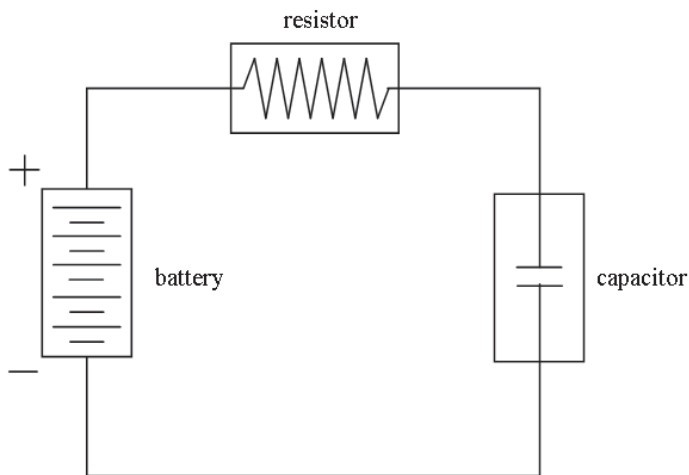 resistor
+
battery
capacitor
−